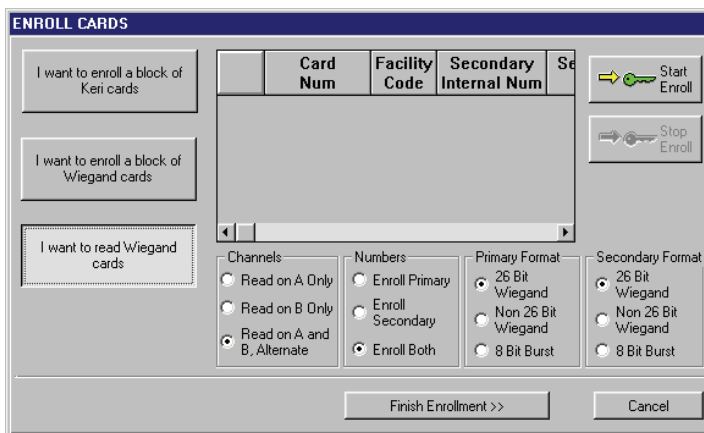 ENROLL CARDS
I want to enroll a block of
Keri cards
I want to enroll a block of
Wiegand cards
I want to read Wiegand
cards
Card
Num
Facility
Code
Secondary
Internal Num
Se
Start
Enroll
Stop
Enroll
Channels
Read on A Only
Read on B Only
Read on A and
B, Alternate
Numbers
Enroll Primary
Enroll
Secondary
Enroll Both
Primary Format
26 Bit
Wiegand
Non 26 Bit
Wiegand
8 Bit Burst
Secondary Format
26 Bit
Wiegand
Non 26 Bit
Wiegand
8 Bit Burst
Finish Enrollment >>
Cancel